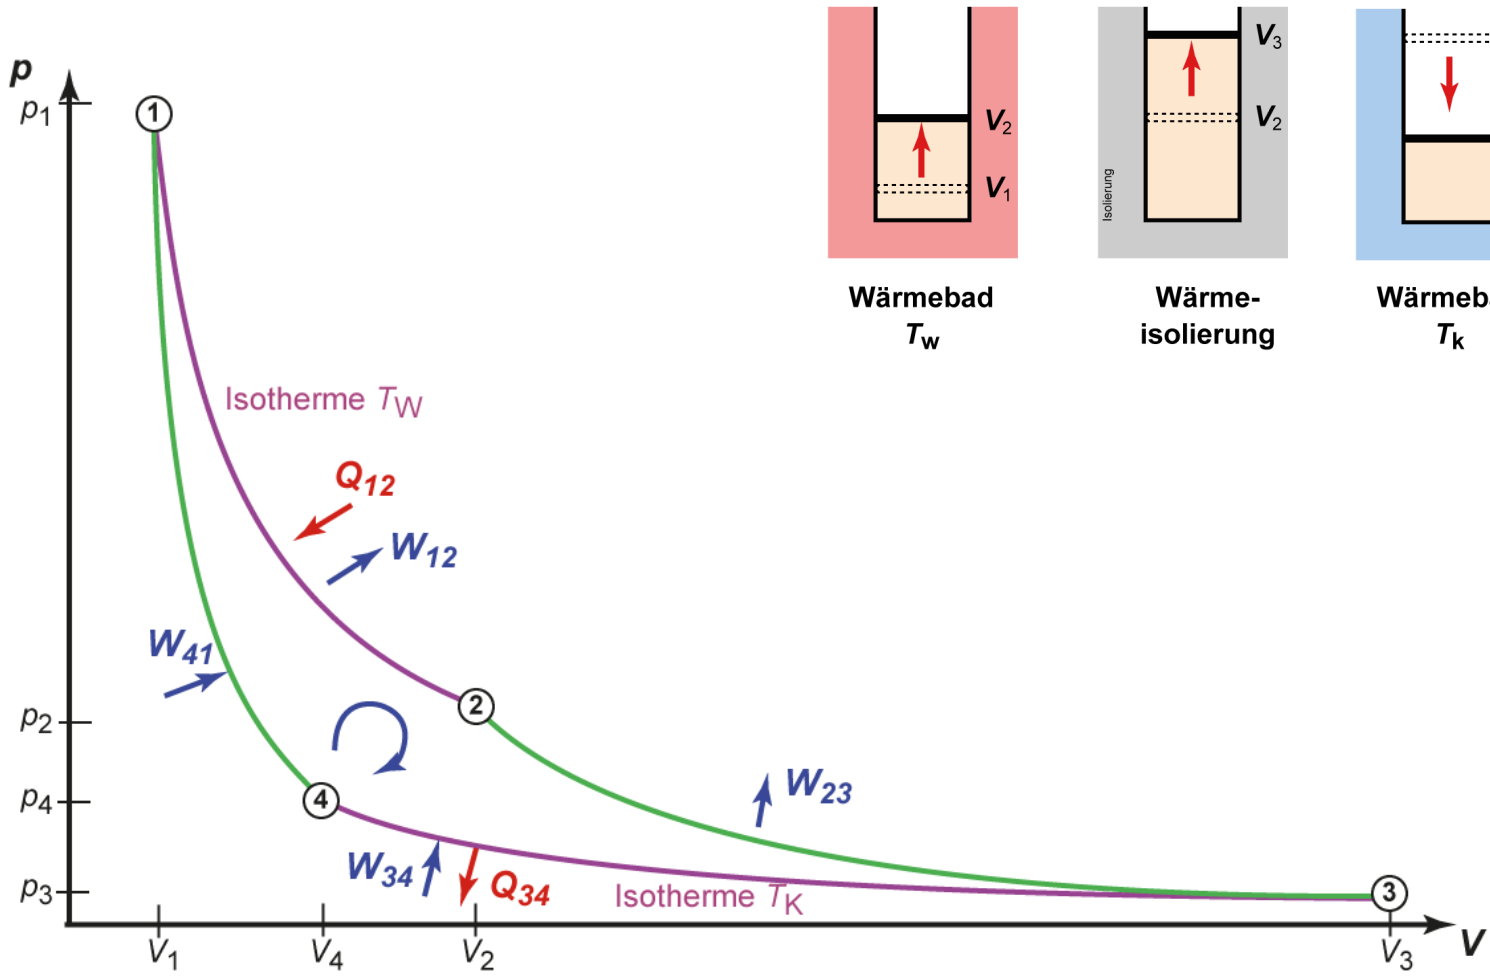 p
p1
p2
p4
p3
1
2
3
4
Isotherme TW
Q12
W12
W41
W23
W34
Q34
Isotherme TK
V1
V4
V2
V3
V
V2
V1
Wärmebad
Tw
V3
V2
Isolierung
Wärme-
isolierung
Tk